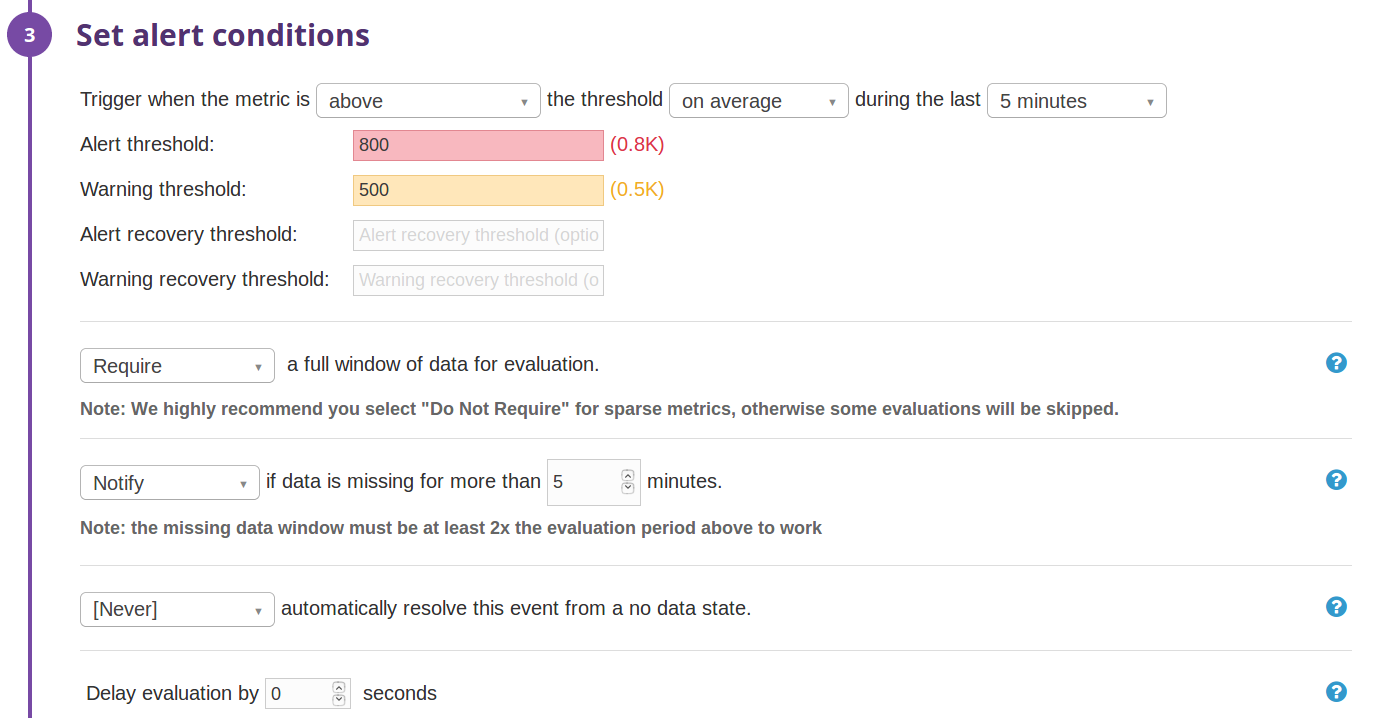 3 Set alert conditions
Trigger when the metric is above the threshold on average during the last 5 minutes
Alert threshold: 800 (0.8K)
Warning threshold: 500 (0.5K)
Alert recovery threshold: Alert recovery threshold (optio
Warning recovery threshold: Warning recovery threshold (o
Require a full window of data for evaluation. ?
Note: We highly recommend you select "Do Not Require" for sparse metrics, otherwise some evaluations will be skipped.
Notify if data is missing for more than 5 minutes. ?
Note: the missing data window must be at least 2x the evaluation period above to work
[Never] automatically resolve this event from a no data state. ?
Delay evaluation by 0 seconds ?